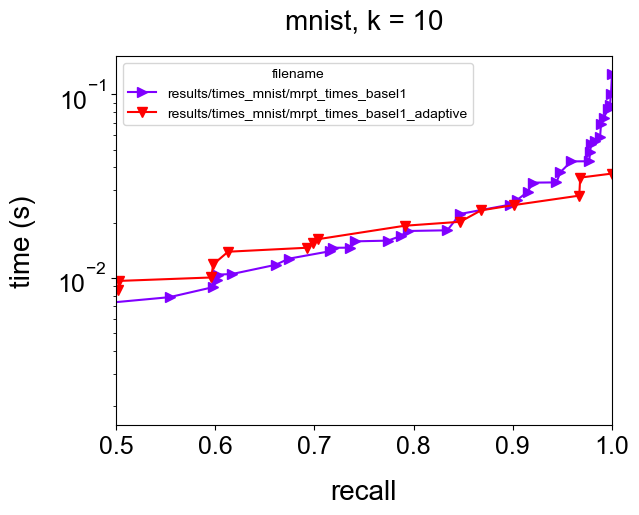 mnist, k = 10
filename
results/times_mnist/mrpt_times_basel1
results/times_mnist/mrpt_times_basel1_adaptive
10⁻¹
10⁻²
time (s)
0.5 0.6 0.7 0.8 0.9 1.0
recall